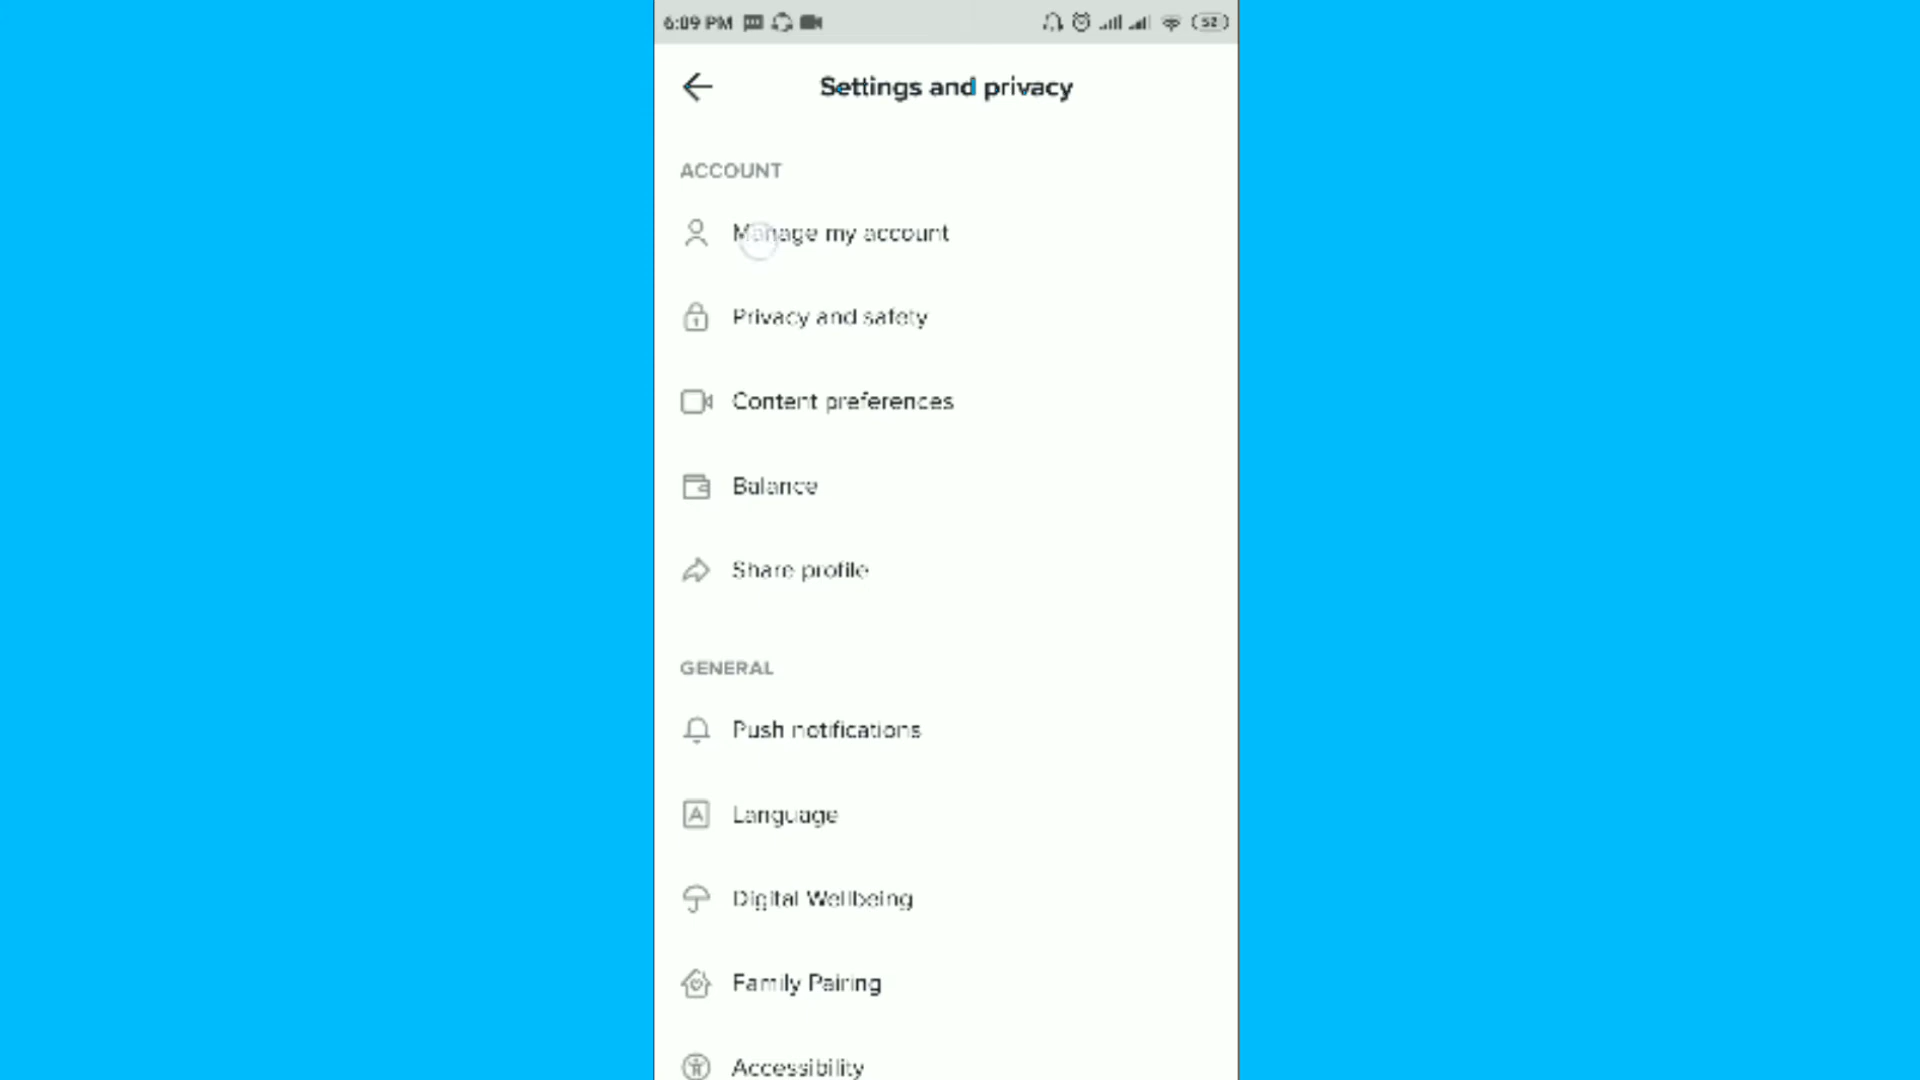 6:09 PM 52
Settings and privacy
ACCOUNT
Manage my account
Privacy and safety
Content preferences
Balance
Share profile
GENERAL
Push notifications
Language
Digital Wellbeing
Family Pairing
Accessibility